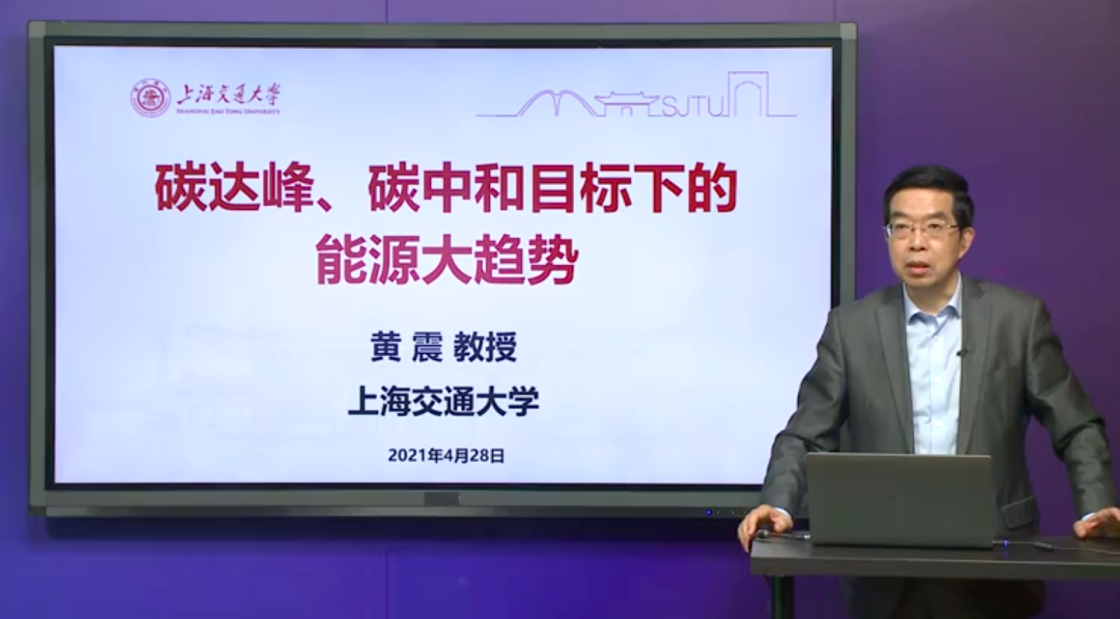 上海交通大学
SHANGHAI JIAO TONG UNIVERSITY
SJTU
碳达峰、碳中和目标下的
能源大趋势
黄 震 教授
上海交通大学
2021年4月28日